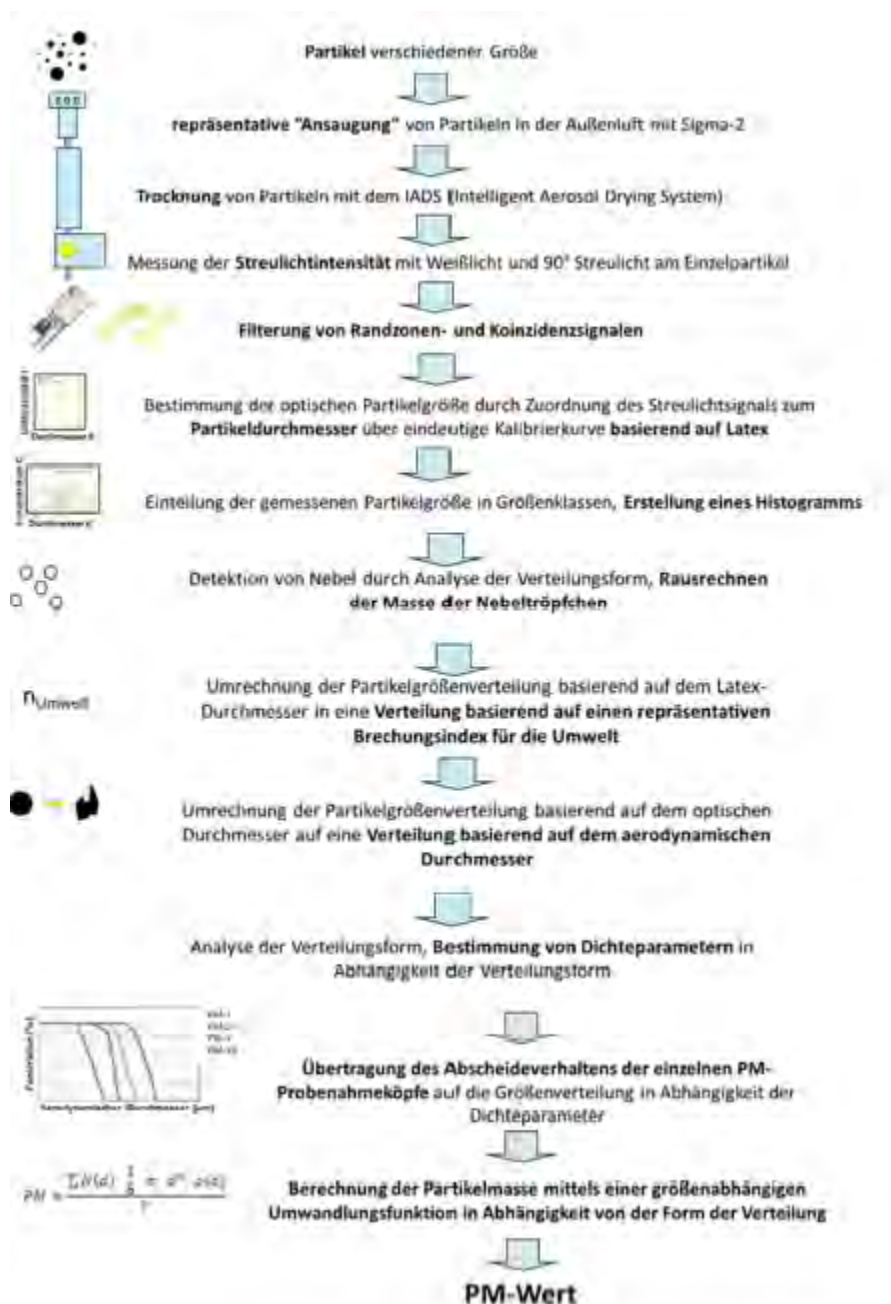 Partikel verschiedener Größe
repräsentative "Ansaugung" von Partikeln in der Außenluft mit Sigma-2
Trocknung von Partikeln mit dem IADS (Intelligent Aerosol Drying System)
Messung der Streulichtintensität mit Weißlicht und 90° Streulicht am Einzelpartikel
Filterung von Randzonen- und Koinzidenzsignalen
Bestimmung der optischen Partikelgröße durch Zuordnung des Streulichtsignals zum
Partikeldurchmesser über eindeutige Kalibrierkurve basierend auf Latex
Einteilung der gemessenen Partikelgröße in Größenklassen, Erstellung eines Histogramms
Detektion von Nebel durch Analyse der Verteilungsform, Rausrechnen
der Masse der Nebeltröpfchen
n Umwelt
Umrechnung der Partikelgrößenverteilung basierend auf dem Latex-
Durchmesser in eine Verteilung basierend auf einen repräsentativen
Brechungsindex für die Umwelt
Umrechnung der Partikelgrößenverteilung basierend auf dem optischen
Durchmesser auf eine Verteilung basierend auf dem aerodynamischen
Durchmesser
Analyse der Verteilungsform, Bestimmung von Dichteparametern in
Abhängigkeit der Verteilungsform
Übertragung des Abscheideverhaltens der einzelnen PM-
Probenahmeköpfe auf die Größenverteilung in Abhängigkeit der
Dichteparameter
PM =
Berechnung der Partikelmasse mittels einer größenabhängigen
Umwandlungsfunktion in Abhängigkeit von der Form der Verteilung
PM-Wert